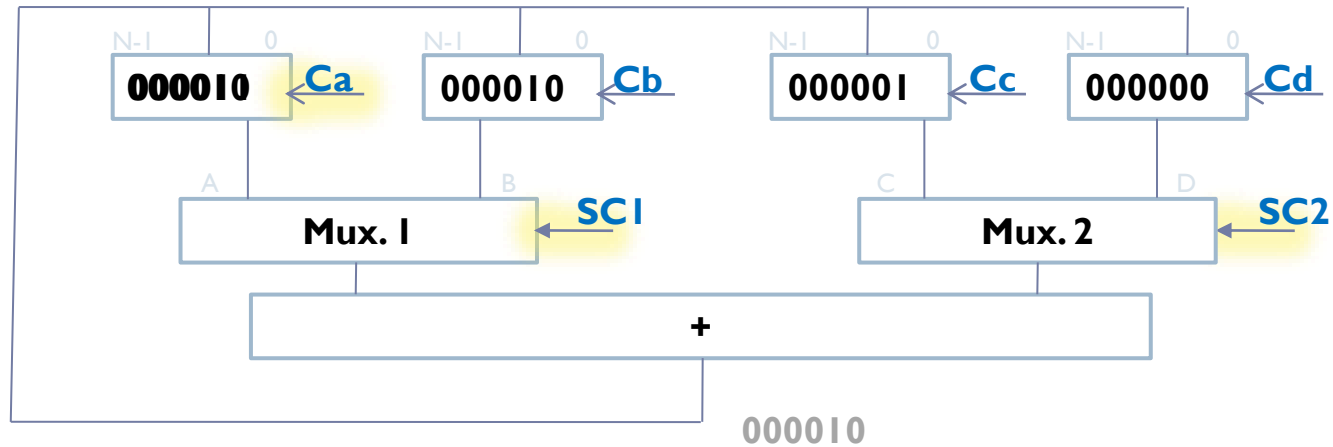 N-1 0 N-1 0 N-1 0 N-1 0
Ca 000010 Cb 000001 Cc 000000 Cd
A B C D
Mux. 1 SC1 Mux. 2 SC2
+
000010